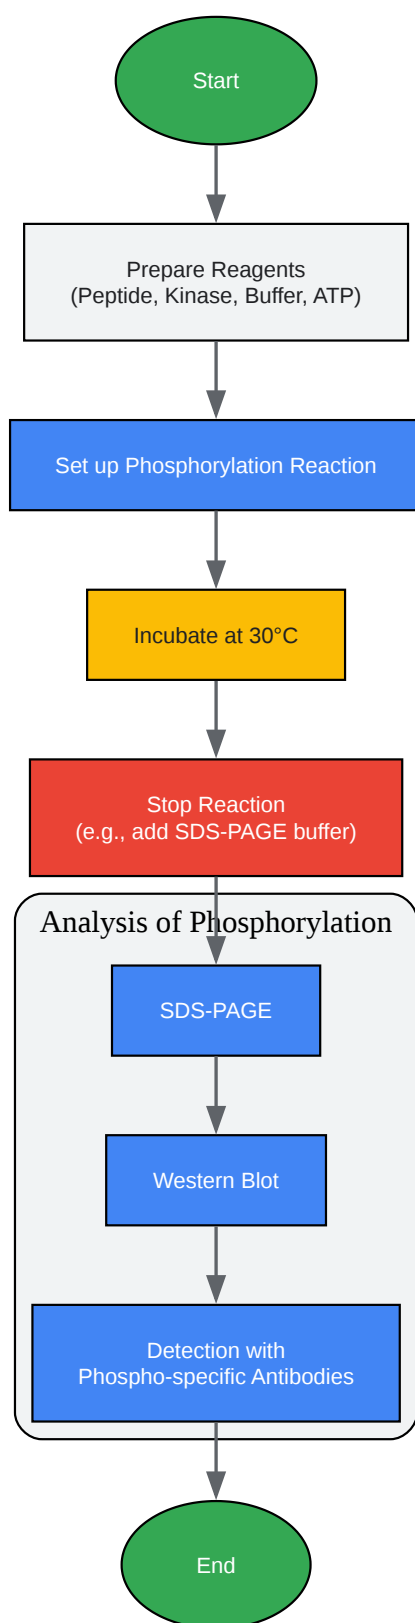 Start
Prepare Reagents
(Peptide, Kinase, Buffer, ATP)
Set up Phosphorylation Reaction
Incubate at 30°C
Stop Reaction
(e.g., add SDS-PAGE buffer)
Analysis of Phosphorylation
SDS-PAGE
Western Blot
Detection with
Phospho-specific Antibodies
End